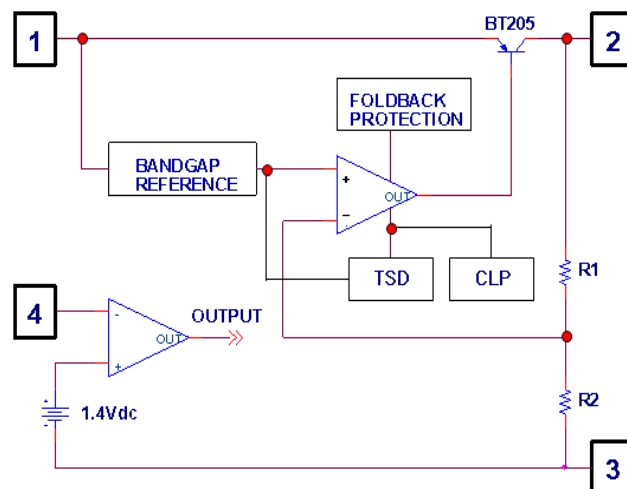 BT205
1
2
FOLDBACK
PROTECTION
BANDGAP
REFERENCE
+
OUT
-
TSD
CLP
R1
4
-
OUTPUT
OUT
+
R2
1.4Vdc
3